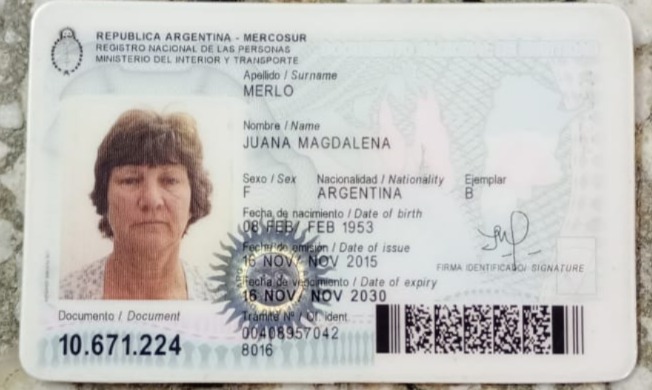 REPUBLICA ARGENTINA - MERCOSUR
REGISTRO NACIONAL DE LAS PERSONAS
MINISTERIO DEL INTERIOR Y TRANSPORTE
Apellido / Surname
MERLO
Nombre / Name
JUANA MAGDALENA
Sexo / Sex Nacionalidad / Nationality Ejemplar
F ARGENTINA B
Fecha de nacimiento / Date of birth
08 FEB/ FEB 1953
Fecha de emisión / Date of issue
16 NOV/ NOV 2015
FIRMA IDENTIFICADO/ SIGNATURE
Fecha de vencimiento / Date of expiry
16 NOV/ NOV 2030
Documento / Document
10.671.224
Trámite Nº / Of. ident.
00408957042
8016